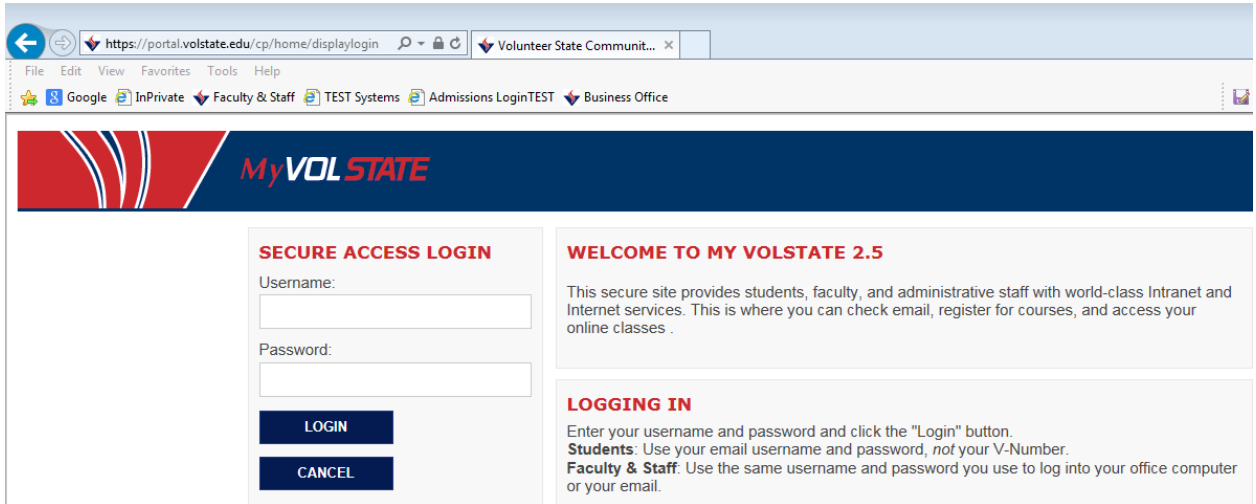 https://portal.volstate.edu/cp/home/displaylogin
Volunteer State Communit...
File Edit View Favorites Tools Help
Google InPrivate Faculty & Staff TEST Systems Admissions LoginTEST Business Office
MyVOLSTATE
SECURE ACCESS LOGIN
Username:
Password:
LOGIN
CANCEL
WELCOME TO MY VOLSTATE 2.5
This secure site provides students, faculty, and administrative staff with world-class Intranet and
Internet services. This is where you can check email, register for courses, and access your
online classes .
LOGGING IN
Enter your username and password and click the "Login" button.
Students: Use your email username and password, not your V-Number.
Faculty & Staff: Use the same username and password you use to log into your office computer
or your email.